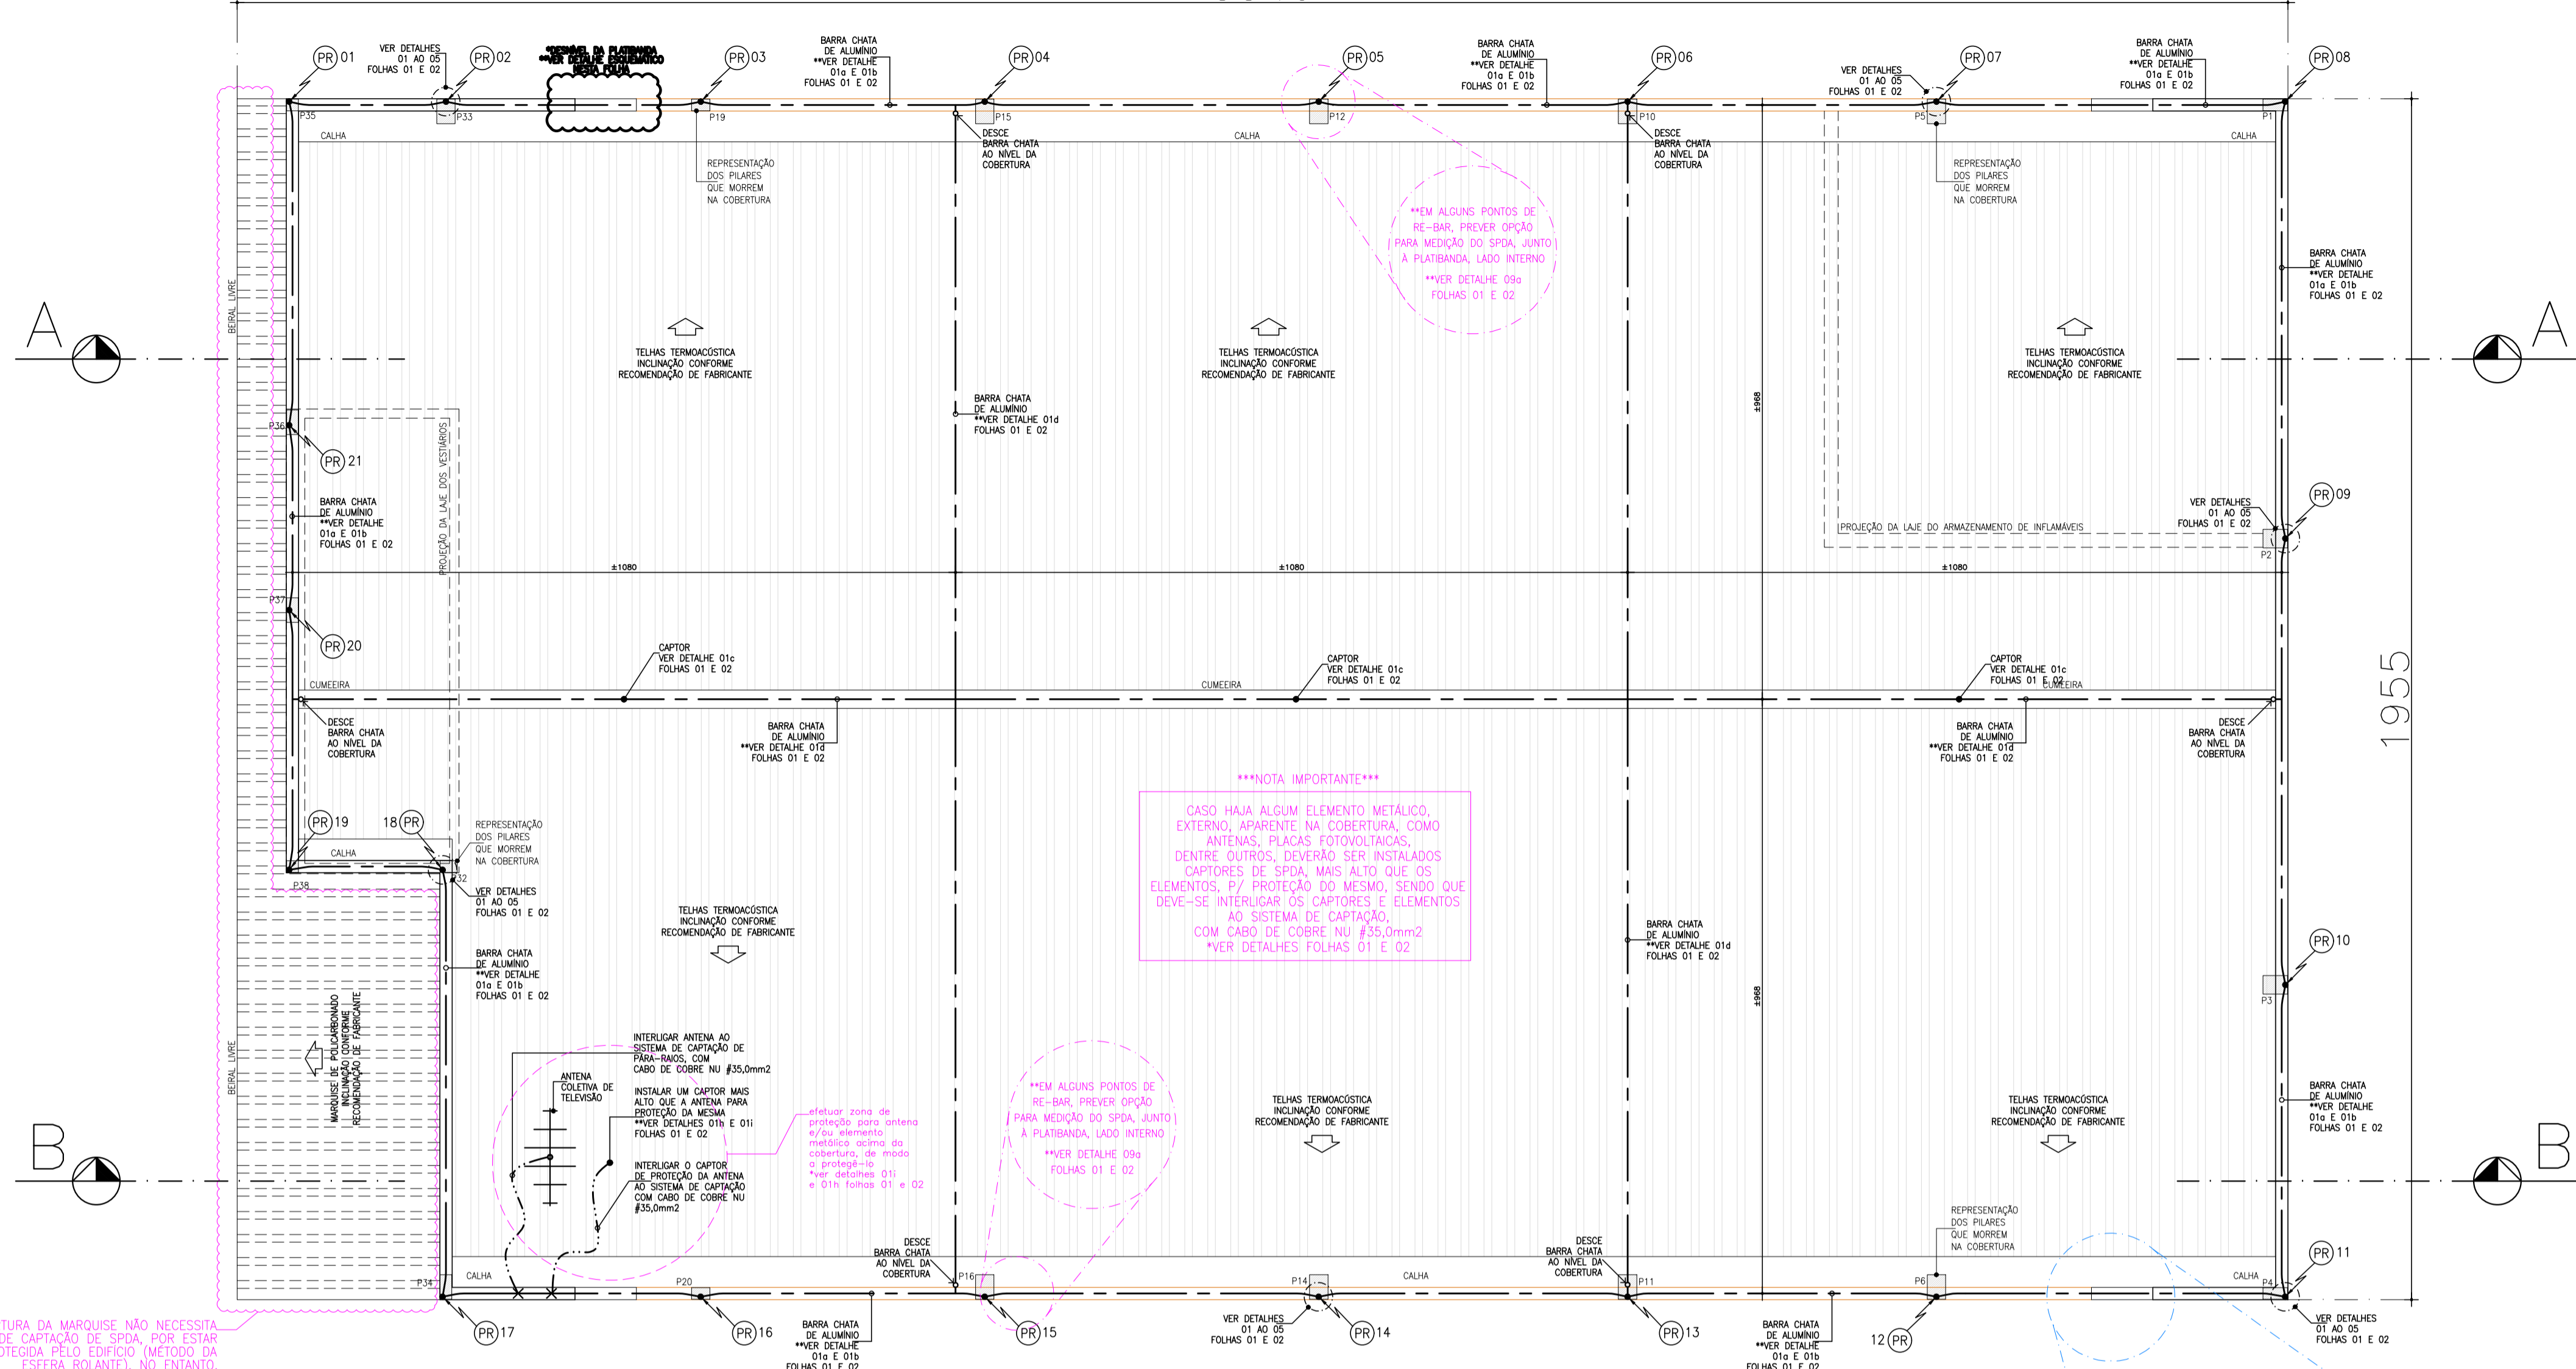 PR 01
VER DETALHES
01 AO 05
FOLHAS 01 E 02
PR 02
*DESNÍVEL DA PLATIBANDA
**VER DETALHE ESQUEMÁTICO
NESTA FOLHA
PR 03
BARRA CHATA
DE ALUMÍNIO
**VER DETALHE
01a E 01b
FOLHAS 01 E 02
PR 04
PR 05
BARRA CHATA
DE ALUMÍNIO
**VER DETALHE
01a E 01b
FOLHAS 01 E 02
PR 06
VER DETALHES
01 AO 05
FOLHAS 01 E 02
PR 07
BARRA CHATA
DE ALUMÍNIO
**VER DETALHE
01a E 01b
FOLHAS 01 E 02
PR 08
P35
P33
P19
P15
P12
P10
P5
P1
CALHA
CALHA
CALHA
REPRESENTAÇÃO
DOS PILARES
QUE MORREM
NA COBERTURA
DESCE
BARRA CHATA
AO NÍVEL DA
COBERTURA
DESCE
BARRA CHATA
AO NÍVEL DA
COBERTURA
REPRESENTAÇÃO
DOS PILARES
QUE MORREM
NA COBERTURA
**EM ALGUNS PONTOS DE
RE-BAR, PREVER OPÇÃO
PARA MEDIÇÃO DO SPDA, JUNTO
À PLATIBANDA, LADO INTERNO
**VER DETALHE 09a
FOLHAS 01 E 02
BARRA CHATA
DE ALUMÍNIO
**VER DETALHE
01a E 01b
FOLHAS 01 E 02
BEIRAL LIVRE
A
A
TELHAS TERMOACÚSTICA
INCLINAÇÃO CONFORME
RECOMENDAÇÃO DE FABRICANTE
TELHAS TERMOACÚSTICA
INCLINAÇÃO CONFORME
RECOMENDAÇÃO DE FABRICANTE
TELHAS TERMOACÚSTICA
INCLINAÇÃO CONFORME
RECOMENDAÇÃO DE FABRICANTE
BARRA CHATA
DE ALUMÍNIO
**VER DETALHE 01d
FOLHAS 01 E 02
±968
P36
PR 21
PROJEÇÃO DA LAJE DOS VESTIÁRIOS
BARRA CHATA
DE ALUMÍNIO
**VER DETALHE
01a E 01b
FOLHAS 01 E 02
PROJEÇÃO DA LAJE DO ARMAZENAMENTO DE INFLAMÁVEIS
VER DETALHES
01 AO 05
FOLHAS 01 E 02
PR 09
P2
±1080
±1080
±1080
P37
PR 20
CAPTOR
VER DETALHE 01c
FOLHAS 01 E 02
CAPTOR
VER DETALHE 01c
FOLHAS 01 E 02
CAPTOR
VER DETALHE 01c
FOLHAS 01 E 02
CUMEEIRA
CUMEEIRA
CUMEEIRA
1955
DESCE
BARRA CHATA
AO NÍVEL DA
COBERTURA
BARRA CHATA
DE ALUMÍNIO
**VER DETALHE 01d
FOLHAS 01 E 02
BARRA CHATA
DE ALUMÍNIO
**VER DETALHE 01d
FOLHAS 01 E 02
DESCE
BARRA CHATA
AO NÍVEL DA
COBERTURA
***NOTA IMPORTANTE***
CASO HAJA ALGUM ELEMENTO METÁLICO,
EXTERNO, APARENTE NA COBERTURA, COMO
ANTENAS, PLACAS FOTOVOLTAICAS,
DENTRE OUTROS, DEVERÃO SER INSTALADOS
CAPTORES DE SPDA, MAIS ALTO QUE OS
ELEMENTOS, P/ PROTEÇÃO DO MESMO, SENDO QUE
DEVE-SE INTERLIGAR OS CAPTORES E ELEMENTOS
AO SISTEMA DE CAPTAÇÃO,
COM CABO DE COBRE NU #35,0mm2
*VER DETALHES FOLHAS 01 E 02
PR 19
18 PR
CALHA
P38
P32
REPRESENTAÇÃO
DOS PILARES
QUE MORREM
NA COBERTURA
VER DETALHES
01 AO 05
FOLHAS 01 E 02
TELHAS TERMOACÚSTICA
INCLINAÇÃO CONFORME
RECOMENDAÇÃO DE FABRICANTE
BARRA CHATA
DE ALUMÍNIO
**VER DETALHE
01a E 01b
FOLHAS 01 E 02
BARRA CHATA
DE ALUMÍNIO
**VER DETALHE 01d
FOLHAS 01 E 02
±968
PR 10
P3
BEIRAL LIVRE
MARQUISE DE POLICARBONADO
INCLINAÇÃO CONFORME
RECOMENDAÇÃO DE FABRICANTE
INTERLIGAR ANTENA AO
SISTEMA DE CAPTAÇÃO DE
PÁRA-RAIOS, COM
CABO DE COBRE NU #35,0mm2
ANTENA
COLETIVA DE
TELEVISÃO
INSTALAR UM CAPTOR MAIS
ALTO QUE A ANTENA PARA
PROTEÇÃO DA MESMA
**VER DETALHES 01h E 01i
FOLHAS 01 E 02
INTERLIGAR O CAPTOR
DE PROTEÇÃO DA ANTENA
AO SISTEMA DE CAPTAÇÃO
COM CABO DE COBRE NU
#35,0mm2
efetuar zona de
proteção para antena
e/ou elemento
metálico acima da
cobertura, de modo
a protegê-lo
*ver detalhes 01i
e 01h folhas 01 e 02
**EM ALGUNS PONTOS DE
RE-BAR, PREVER OPÇÃO
PARA MEDIÇÃO DO SPDA, JUNTO
À PLATIBANDA, LADO INTERNO
**VER DETALHE 09a
FOLHAS 01 E 02
TELHAS TERMOACÚSTICA
INCLINAÇÃO CONFORME
RECOMENDAÇÃO DE FABRICANTE
TELHAS TERMOACÚSTICA
INCLINAÇÃO CONFORME
RECOMENDAÇÃO DE FABRICANTE
BARRA CHATA
DE ALUMÍNIO
**VER DETALHE
01a E 01b
FOLHAS 01 E 02
B
B
DESCE
BARRA CHATA
AO NÍVEL DA
COBERTURA
DESCE
BARRA CHATA
AO NÍVEL DA
COBERTURA
REPRESENTAÇÃO
DOS PILARES
QUE MORREM
NA COBERTURA
PR 11
P34
CALHA
P20
P16
P14
CALHA
P11
P6
CALHA
P4
PR 17
PR 16
BARRA CHATA
DE ALUMÍNIO
**VER DETALHE
01a E 01b
FOLHAS 01 E 02
PR 15
VER DETALHES
01 AO 05
FOLHAS 01 E 02
PR 14
PR 13
BARRA CHATA
DE ALUMÍNIO
**VER DETALHE
01a E 01b
FOLHAS 01 E 02
12 PR
VER DETALHES
01 AO 05
FOLHAS 01 E 02
DA MARQUISE NÃO NECESSITA
DE CAPTAÇÃO DE SPDA, POR ESTAR
PELO EDIFÍCIO (MÉTODO DA
ESFERA ROLANTE). NO ENTANTO,